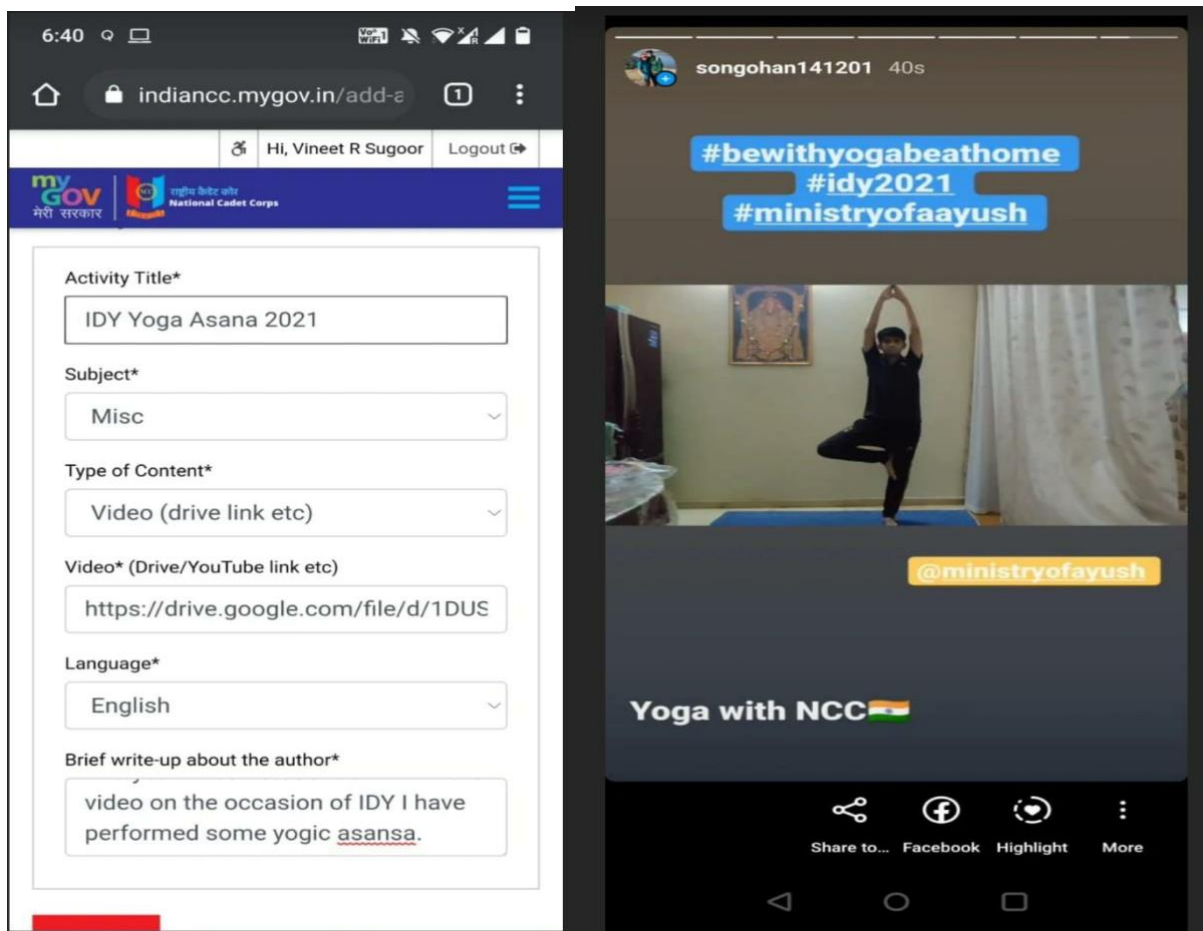 6:40
Vo» WiFi 1
indiancc.mygov.in/add-a
1
Hi, Vineet R Sugoor
Logout
my GOV
मेरी सरकार
NCC
राष्ट्रीय कैडेट कोर
National Cadet Corps
Activity Title*
IDY Yoga Asana 2021
Subject*
Misc
Type of Content*
Video (drive link etc)
Video* (Drive/YouTube link etc)
https://drive.google.com/file/d/1DUS
Language*
English
Brief write-up about the author*
video on the occasion of IDY I have
performed some yogic asansa.
songohan141201 40s
#bewithyogabeathome
#idy2021
#ministryofaayush
@ministryofayush
Yoga with NCC🇮🇳
Share to...
Facebook
Highlight
More